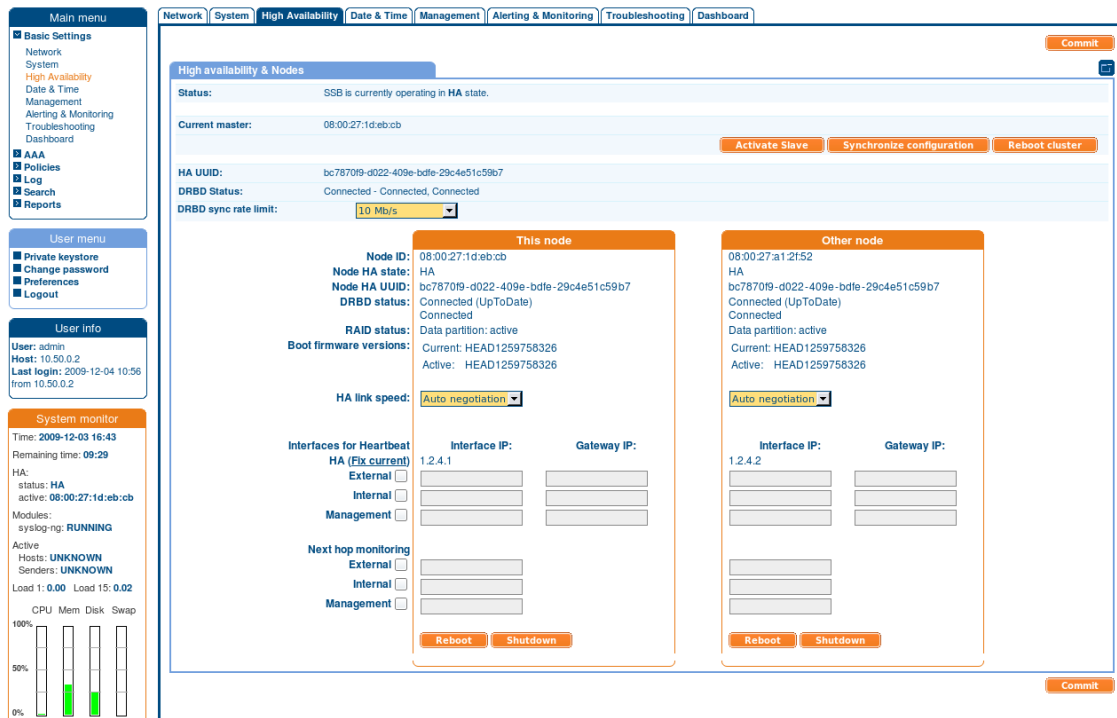 Main menu
Basic Settings
Network
System
High Availability
Date & Time
Management
Alerting & Monitoring
Troubleshooting
Dashboard
AAA
Policies
Log
Search
Reports
User menu
Private keystore
Change password
Preferences
Logout
User info
User: admin
Host: 10.50.0.2
Last login: 2009-12-04 10:56
from 10.50.0.2
System monitor
Time: 2009-12-03 16:43
Remaining time: 09:29
HA:
status: HA
active: 08:00:27:1d:eb:cb
Modules:
syslog-ng: RUNNING
Active
Hosts: UNKNOWN
Senders: UNKNOWN
Load 1: 0.00 Load 15: 0.02
CPU Mem Disk Swap
100%
50%
0%
Network System High Availability Date & Time Management Alerting & Monitoring Troubleshooting Dashboard
Commit
High availability & Nodes
Status: SSB is currently operating in HA state.
Current master: 08:00:27:1d:eb:cb
Activate Slave Synchronize configuration Reboot cluster
HA UUID: bc7870f9-d022-409e-bdfe-29c4e51c59b7
DRBD Status: Connected - Connected, Connected
DRBD sync rate limit: 10 Mb/s
This node Other node
Node ID: 08:00:27:1d:eb:cb 08:00:27:a1:2f:52
Node HA state: HA HA
Node HA UUID: bc7870f9-d022-409e-bdfe-29c4e51c59b7 bc7870f9-d022-409e-bdfe-29c4e51c59b7
DRBD status: Connected (UpToDate) Connected (UpToDate)
Connected Connected
RAID status: Data partition: active Data partition: active
Boot firmware versions: Current: HEAD1259758326 Current: HEAD1259758326
Active: HEAD1259758326 Active: HEAD1259758326
HA link speed: Auto negotiation Auto negotiation
Interfaces for Heartbeat Interface IP: Gateway IP: Interface IP: Gateway IP:
HA (Fix current) 1.2.4.1 1.2.4.2
External
Internal
Management
Next hop monitoring
External
Internal
Management
Reboot Shutdown Reboot Shutdown
Commit